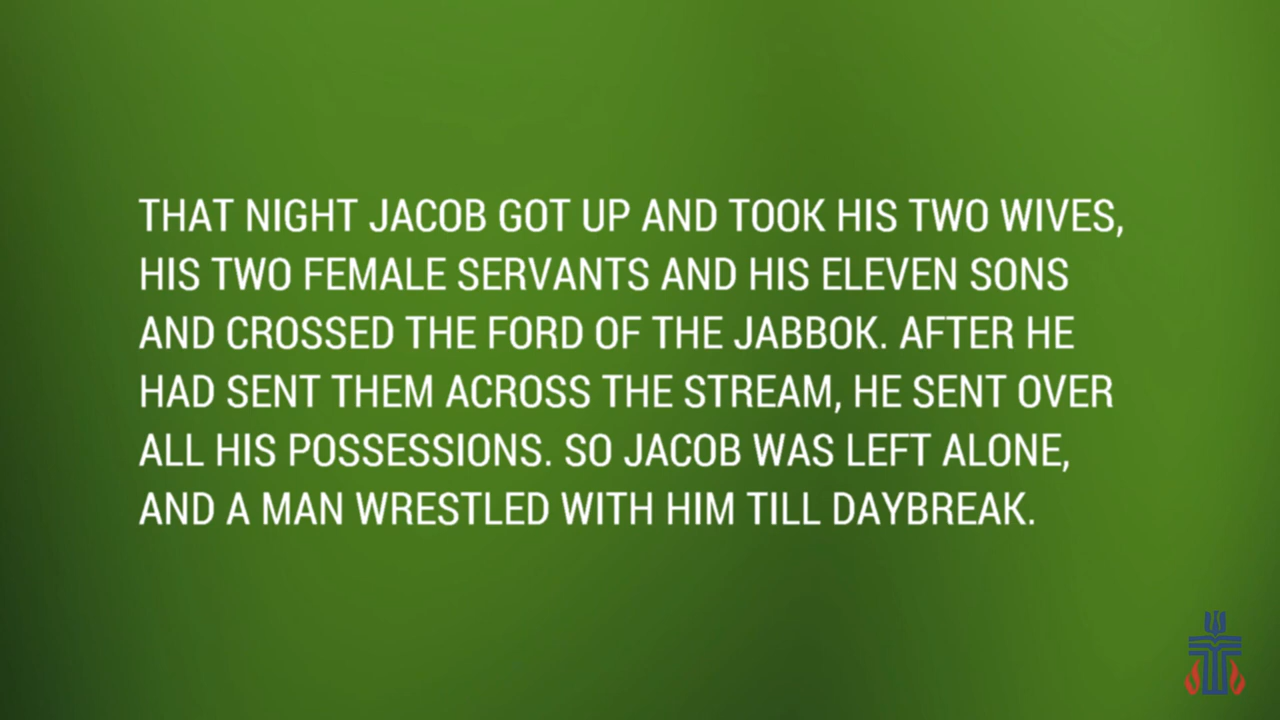 THAT NIGHT JACOB GOT UP AND TOOK HIS TWO WIVES,
HIS TWO FEMALE SERVANTS AND HIS ELEVEN SONS
AND CROSSED THE FORD OF THE JABBOK. AFTER HE
HAD SENT THEM ACROSS THE STREAM, HE SENT OVER
ALL HIS POSSESSIONS. SO JACOB WAS LEFT ALONE,
AND A MAN WRESTLED WITH HIM TILL DAYBREAK.